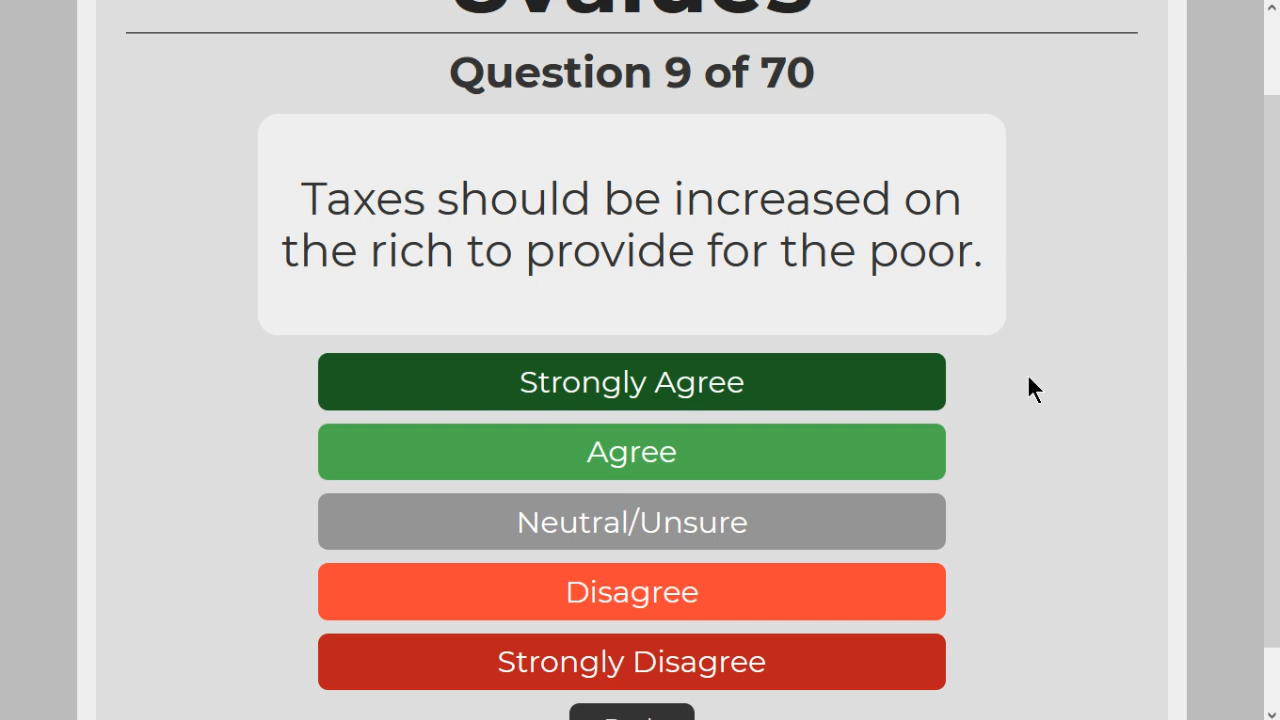 Question 9 of 70
Taxes should be increased on
the rich to provide for the poor.
Strongly Agree
Agree
Neutral/Unsure
Disagree
Strongly Disagree